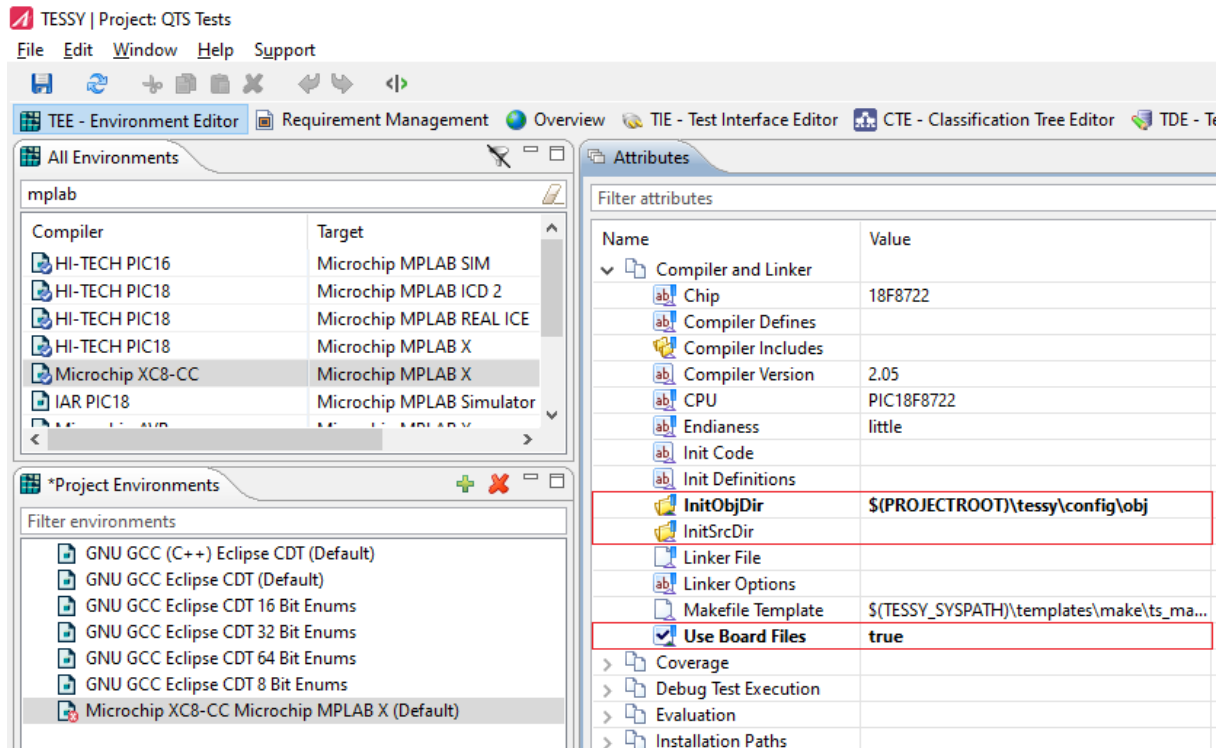 TESSY | Project: QTS Tests
File Edit Window Help Support
TEE - Environment Editor Requirement Management Overview TIE - Test Interface Editor CTE - Classification Tree Editor TDE - Te
All Environments
mplab
Compiler Target
HI-TECH PIC16 Microchip MPLAB SIM
HI-TECH PIC18 Microchip MPLAB ICD 2
HI-TECH PIC18 Microchip MPLAB REAL ICE
HI-TECH PIC18 Microchip MPLAB X
Microchip XC8-CC Microchip MPLAB X
IAR PIC18 Microchip MPLAB Simulator
*Project Environments
Filter environments
GNU GCC (C++) Eclipse CDT (Default)
GNU GCC Eclipse CDT (Default)
GNU GCC Eclipse CDT 16 Bit Enums
GNU GCC Eclipse CDT 32 Bit Enums
GNU GCC Eclipse CDT 64 Bit Enums
GNU GCC Eclipse CDT 8 Bit Enums
Microchip XC8-CC Microchip MPLAB X (Default)
Attributes
Filter attributes
Name Value
Compiler and Linker
Chip 18F8722
Compiler Defines
Compiler Includes
Compiler Version 2.05
CPU PIC18F8722
Endianess little
Init Code
Init Definitions
InitObjDir $(PROJECTROOT)\tessy\config\obj
InitSrcDir
Linker File
Linker Options
Makefile Template $(TESSY_SYSPATH)\templates\make\ts_ma...
Use Board Files true
Coverage
Debug Test Execution
Evaluation
Installation Paths